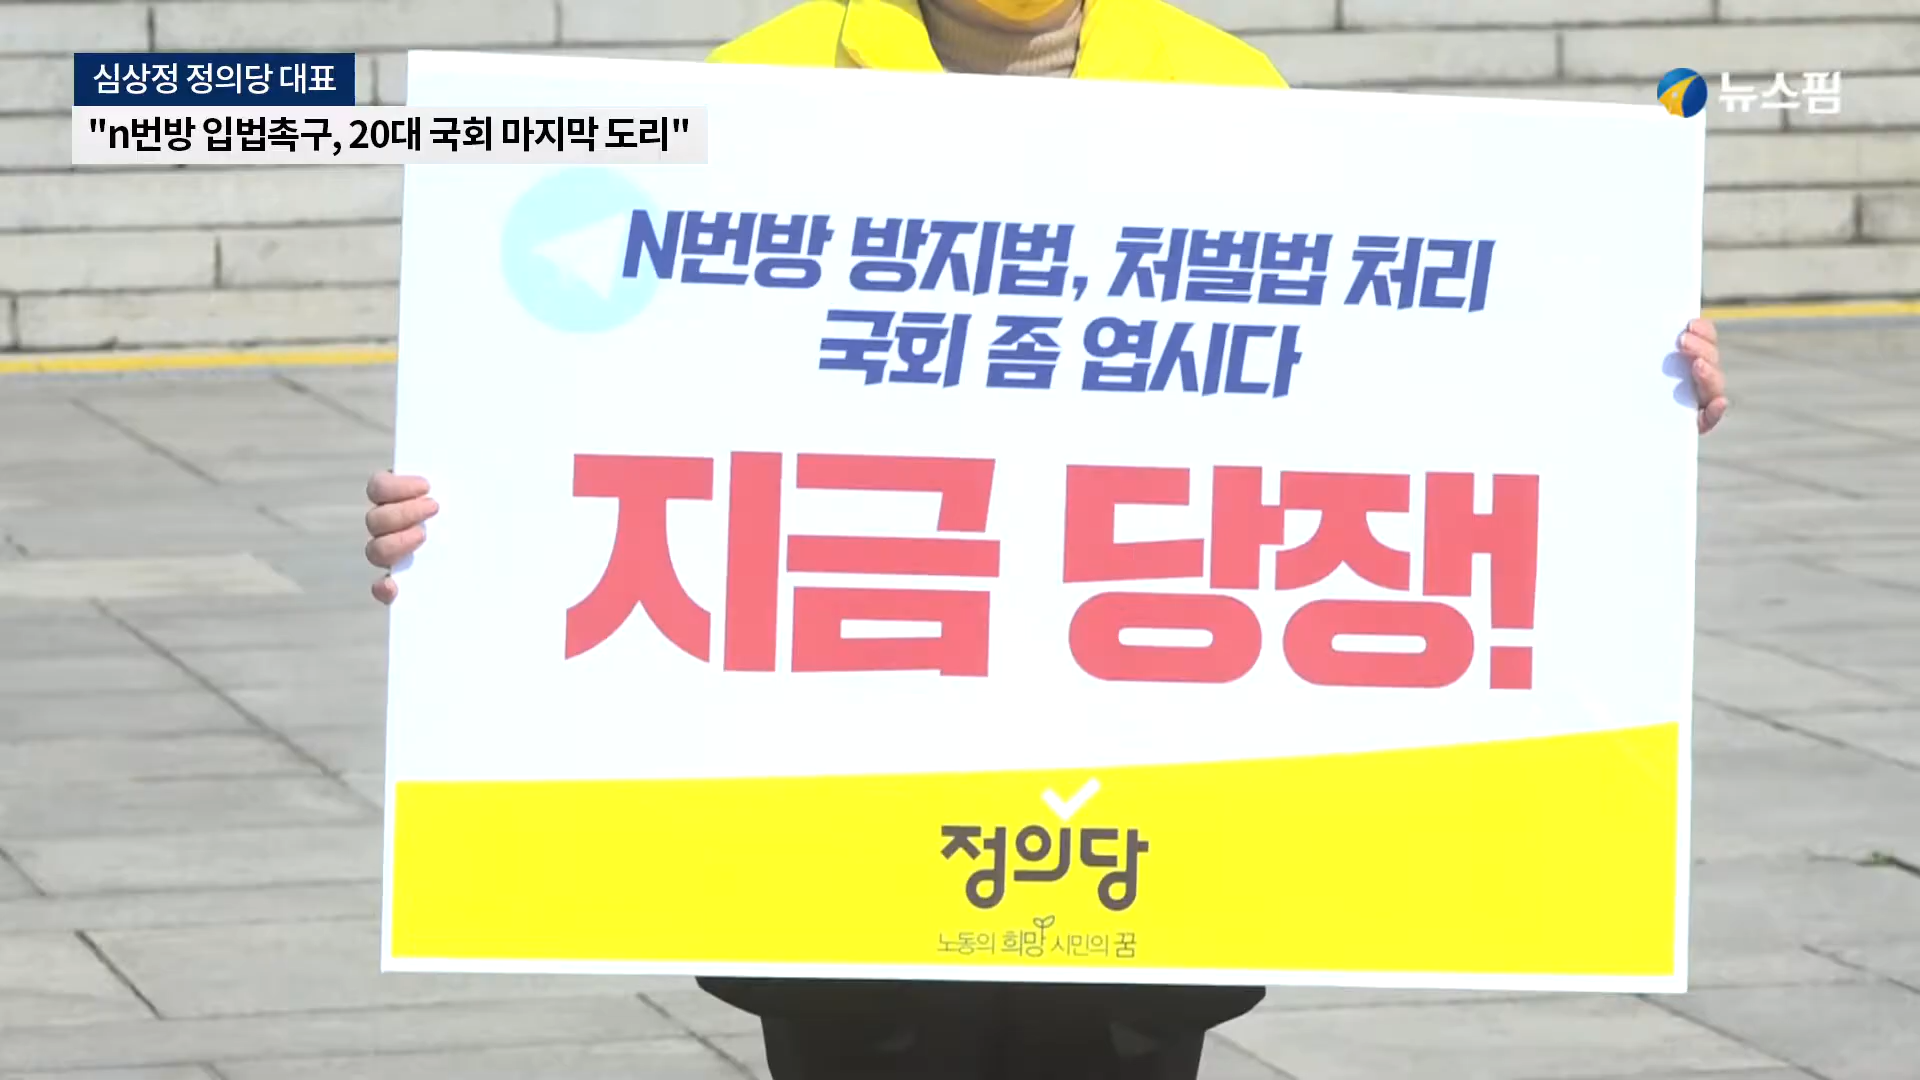 심상정 정의당 대표
"n번방 입법촉구, 20대 국회 마지막 도리"
뉴스핌
N번방 방지법, 처벌법 처리
국회 좀 엽시다
지금 당장!
정의당
노동의 희망 시민의 꿈